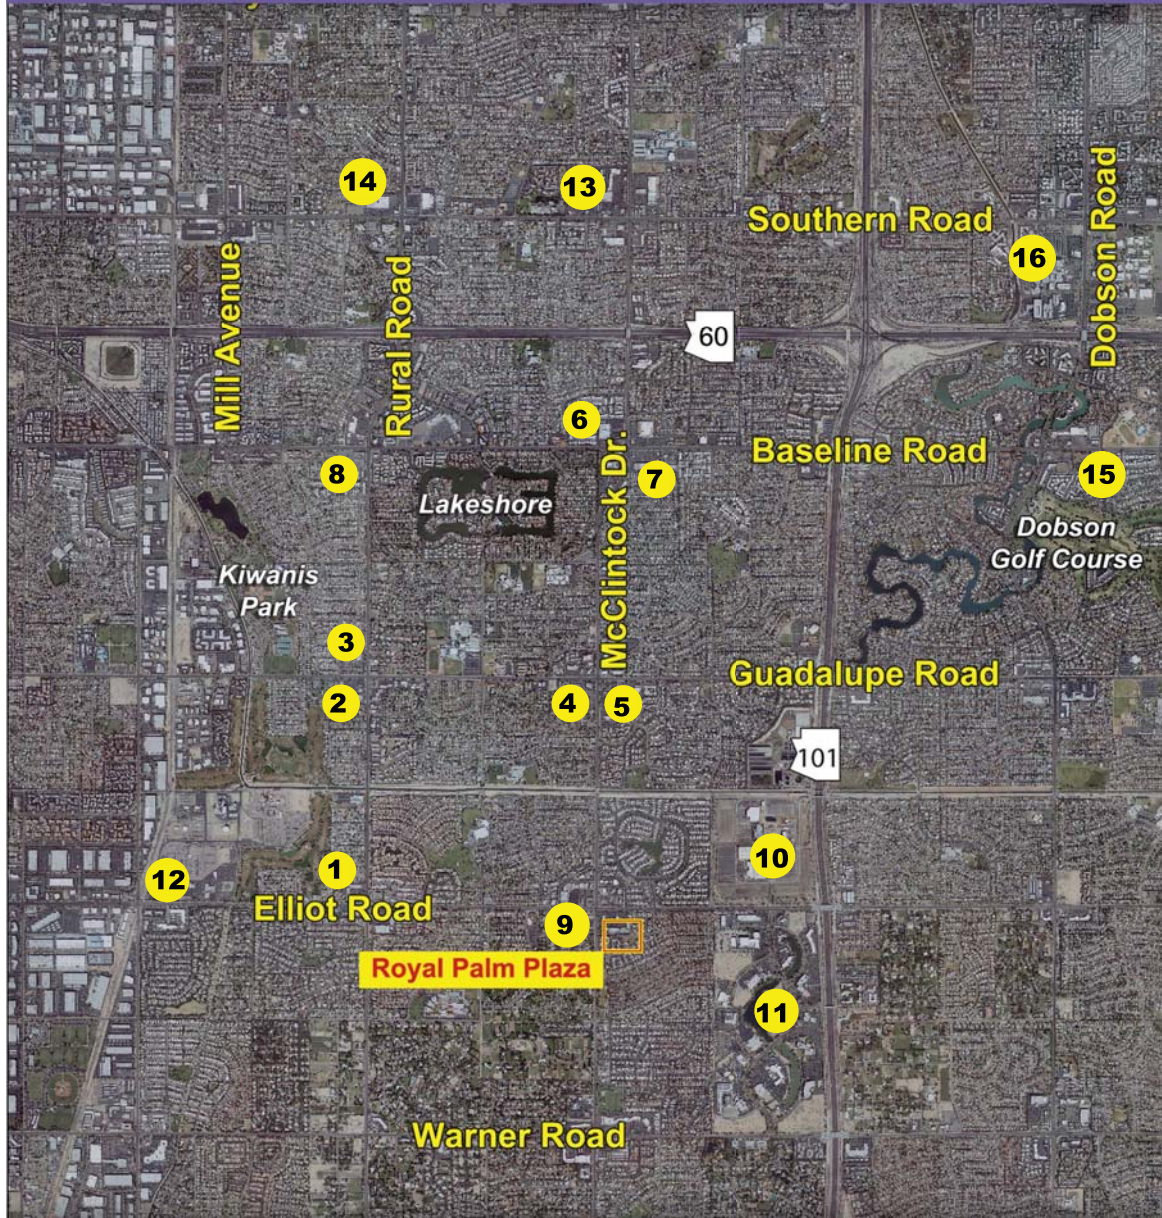 14
13
Southern Road
Dobson Road
16
Mill Avenue
Rural Road
60
6
McClintock Dr.
Baseline Road
8
Lakeshore
7
15
Dobson
Golf Course
Kiwanis
Park
3
Guadalupe Road
2
4
5
101
10
1
12
Elliot Road
9
Royal Palm Plaza
11
Warner Road